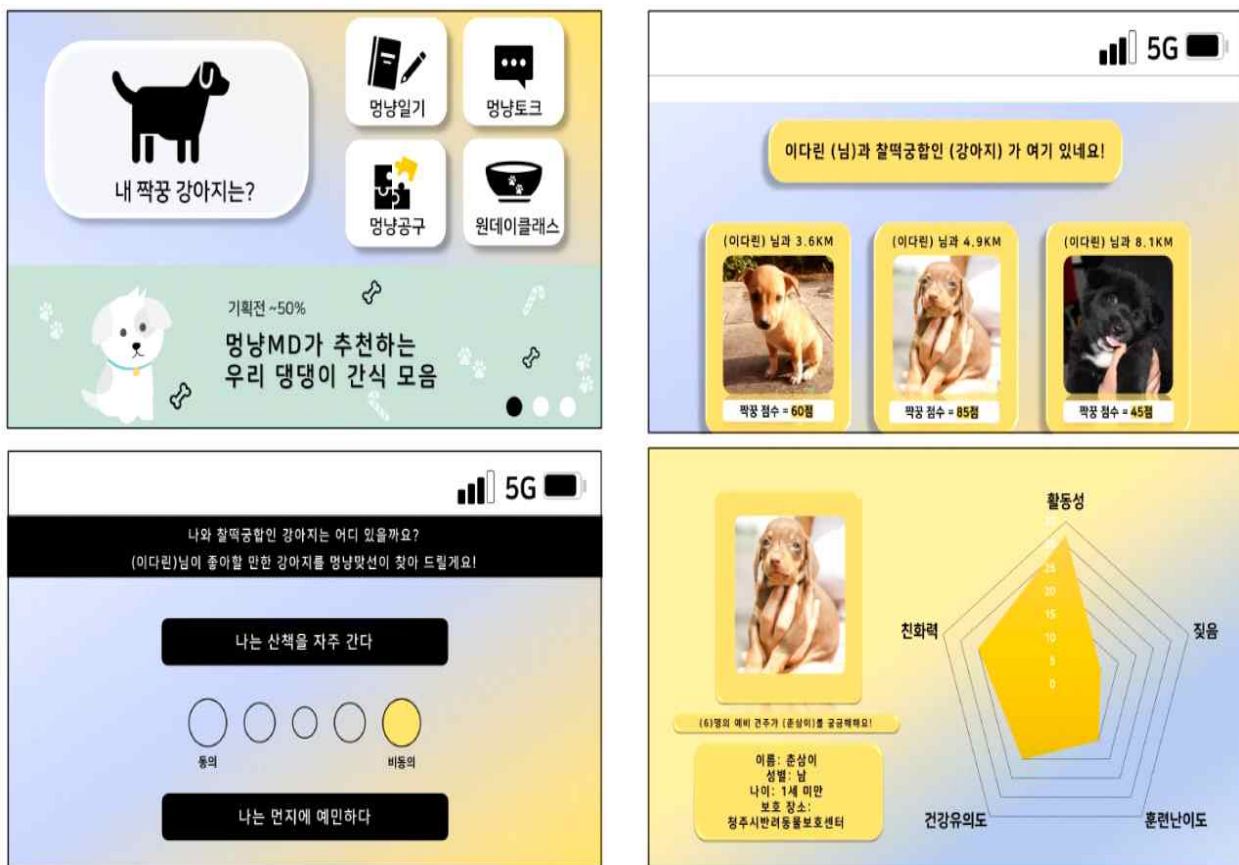 내 짝꿍 강아지는?
멍냥일기
멍냥토크
멍냥공구
원데이클래스
기획전 ~50%
멍냥MD가 추천하는
우리 댕댕이 간식 모음
5G
이다린 (님)과 찰떡궁합인 (강아지) 가 여기 있네요!
(이다린) 님과 3.6KM
짝꿍 점수 = 60점
(이다린) 님과 4.9KM
짝꿍 점수 = 85점
(이다린) 님과 8.1KM
짝꿍 점수 = 45점
5G
나와 찰떡궁합인 강아지는 어디 있을까요?
(이다린)님이 좋아할 만한 강아지를 멍냥맞선이 찾아 드릴게요!
나는 산책을 자주 간다
동의
비동의
나는 먼지에 예민하다
(6)명의 예비 견주가 (춘삼이)를 궁금해해요!
이름: 춘삼이
성별: 남
나이: 1세 미만
보호 장소:
청주시반려동물보호센터
활동성
친화력
짖음
25
20
15
10
5
0
건강유의도
훈련난이도